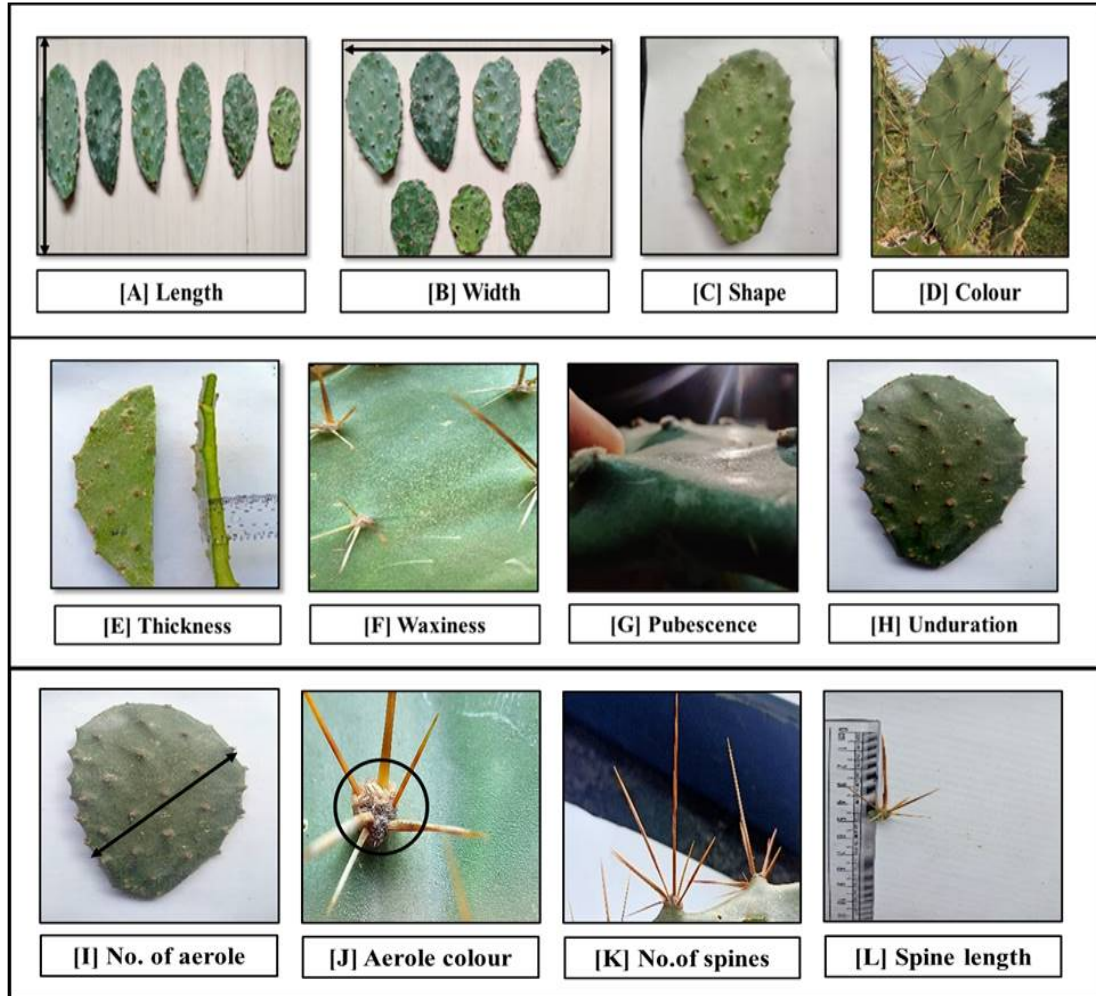 [A] Length
[B] Width
[C] Shape
[D] Colour
[E] Thickness
[F] Waxiness
[G] Pubescence
[H] Unduration
[I] No. of aerole
[J] Aerole colour
[K] No.of spines
[L] Spine length